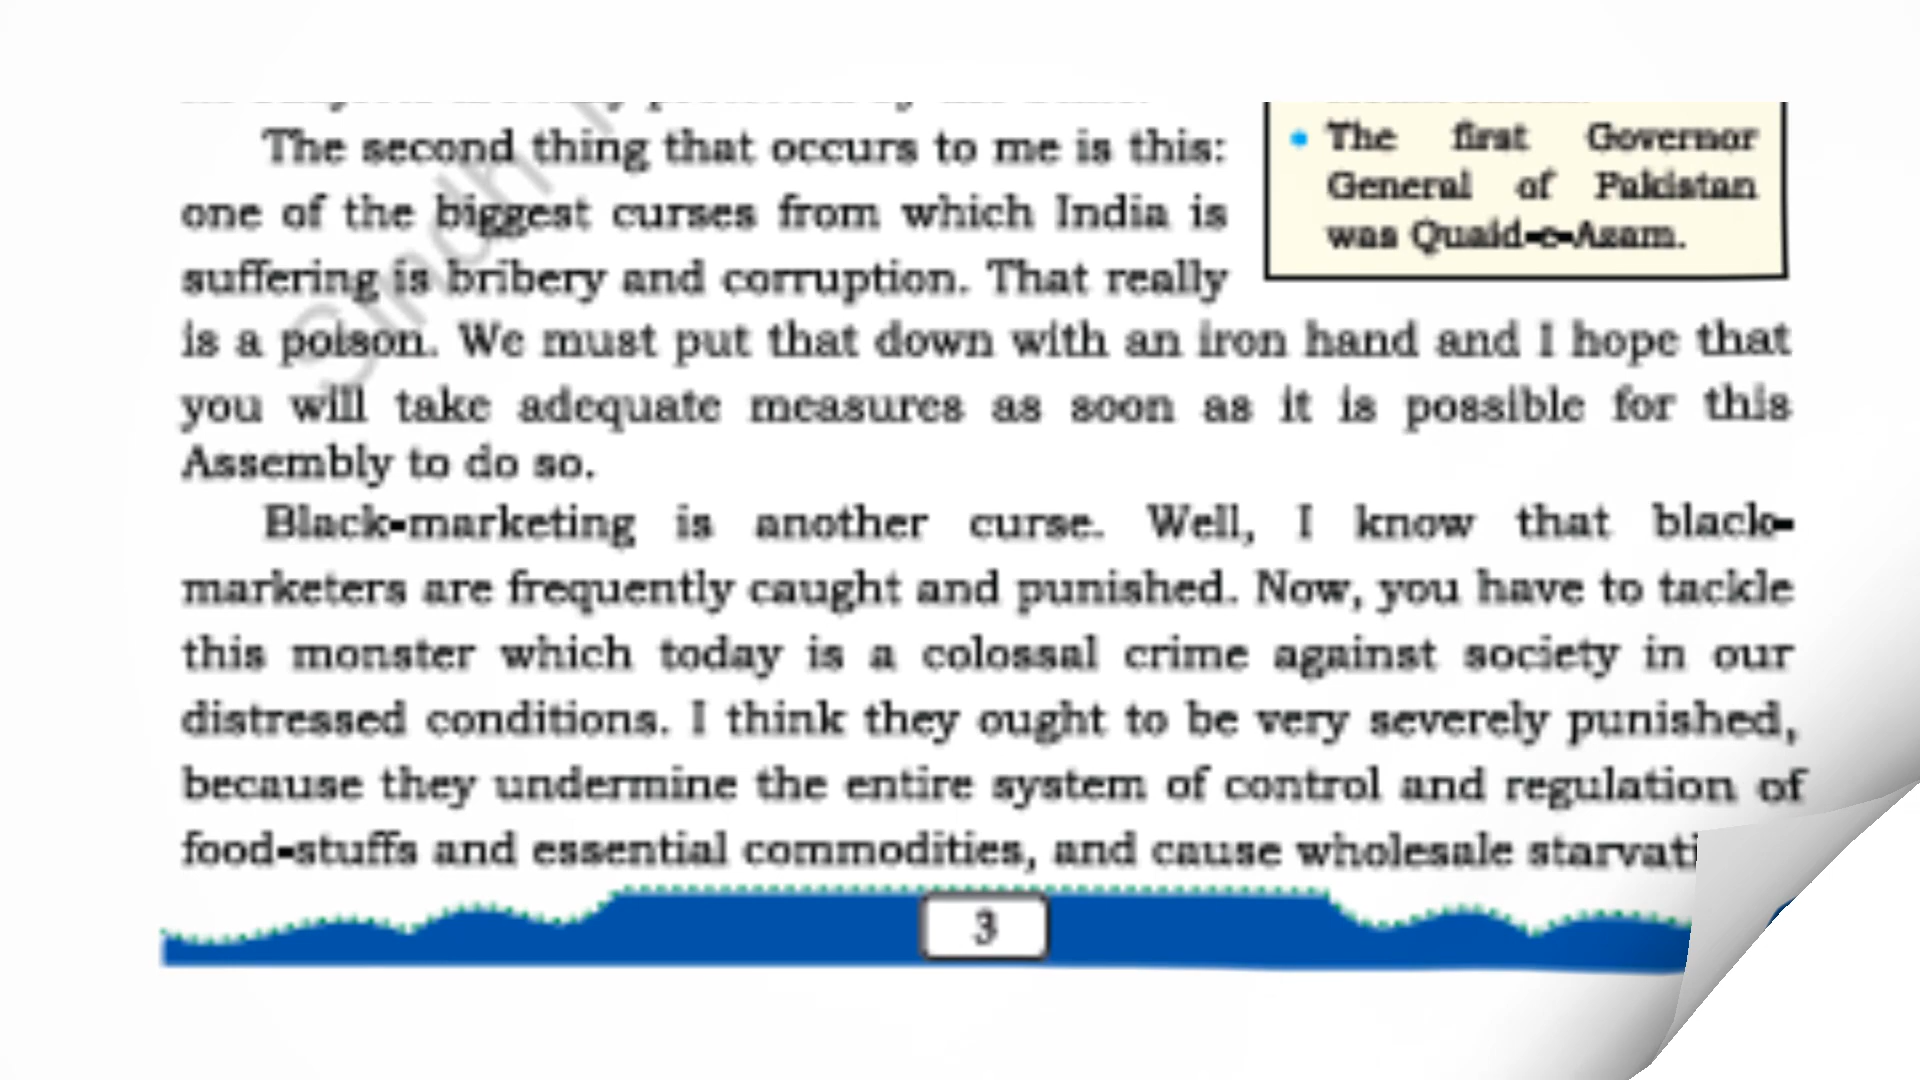 The second thing that occurs to me is this:
one of the biggest curses from which India is
suffering is bribery and corruption. That really
is a poison. We must put that down with an iron hand and I hope that
you will take adequate measures as soon as it is possible for this
Assembly to do so.
Black-marketing is another curse. Well, I know that black-
marketers are frequently caught and punished. Now, you have to tackle
this monster which today is a colossal crime against society in our
distressed conditions. I think they ought to be very severely punished,
because they undermine the entire system of control and regulation of
food-stuffs and essential commodities, and cause wholesale starvati
• The first Governor
General of Pakistan
was Quaid-e-Azam.
Sindh
3